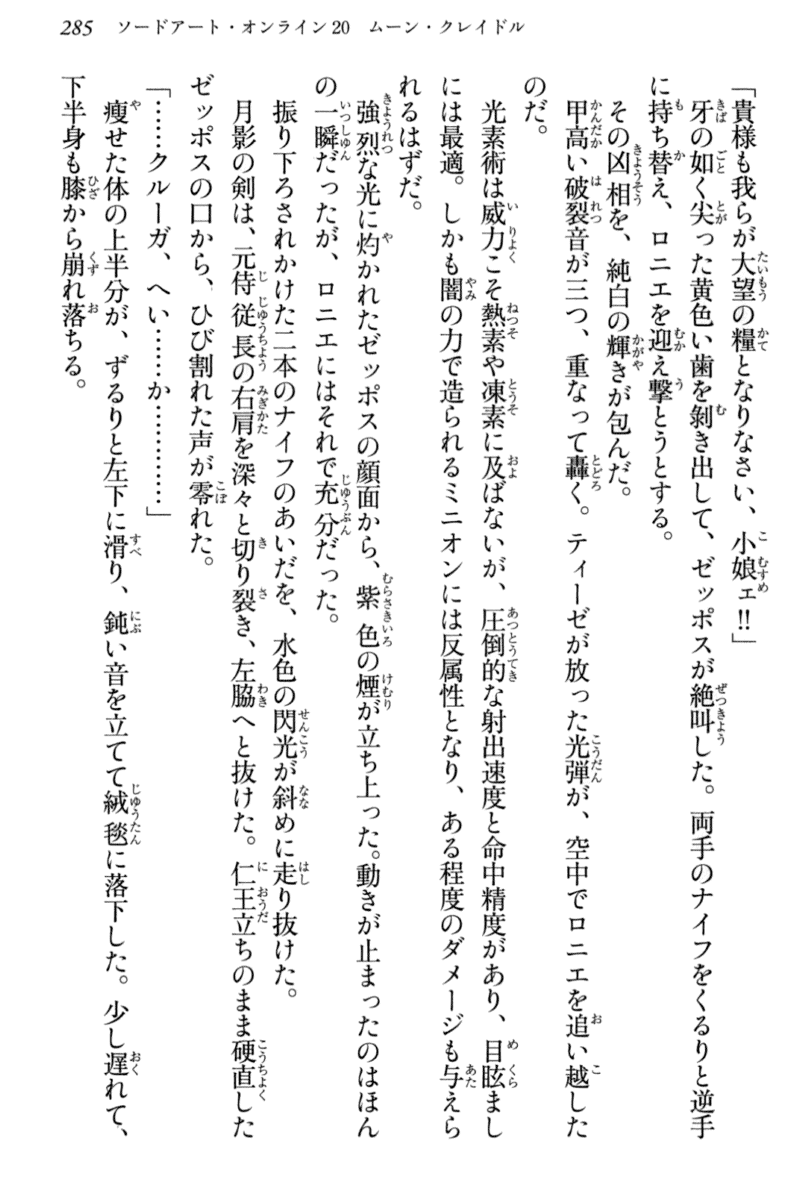 285 ソードアート・オンライン20 ムーン・クレイドル
「貴様も我らが大望の糧となりなさい、小娘ェ!!」
牙の如く尖った黄色い歯を剝き出して、ゼッポスが絶叫した。両手のナイフをくるりと逆手
に持ち替え、ロニエを迎え撃とうとする。
その凶相を、純白の輝きが包んだ。
甲高い破裂音が三つ、重なって轟く。ティーゼが放った光弾が、空中でロニエを追い越した
のだ。
光素術は威力こそ熱素や凍素に及ばないが、圧倒的な射出速度と命中精度があり、目眩まし
には最適。しかも闇の力で造られるミニオンには反属性となり、ある程度のダメージも与えら
れるはずだ。
強烈な光に灼かれたゼッポスの顔面から、紫色の煙が立ち上った。動きが止まったのはほん
の一瞬だったが、ロニエにはそれで充分だった。
振り下ろされかけた二本のナイフのあいだを、水色の閃光が斜めに走り抜けた。
月影の剣は、元侍従長の右肩を深々と切り裂き、左脇へと抜けた。仁王立ちのまま硬直した
ゼッポスの口から、ひび割れた声が零れた。
「……クルーガ、へい……か…………」
瘦せた体の上半分が、ずるりと左下に滑り、鈍い音を立てて絨毯に落下した。少し遅れて、
下半身も膝から崩れ落ちる。